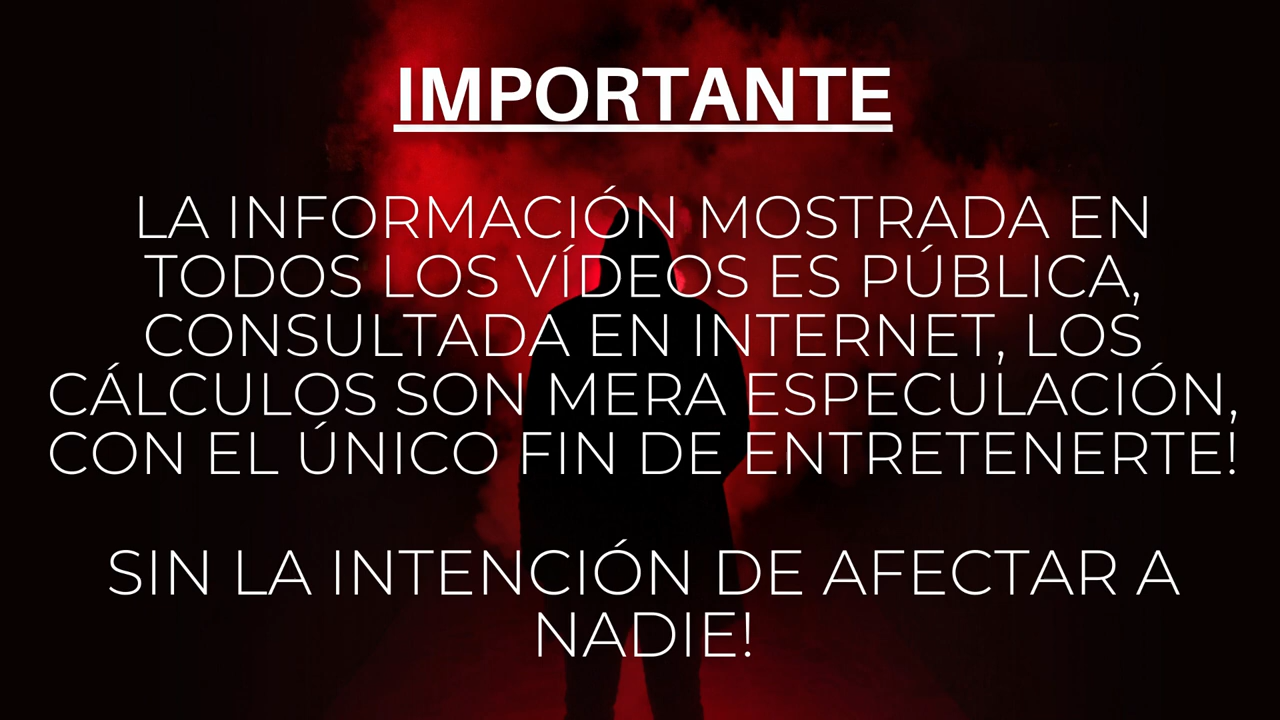 IMPORTANTE
LA INFORMACIÓN MOSTRADA EN
TODOS LOS VÍDEOS ES PÚBLICA,
CONSULTADA EN INTERNET, LOS
CÁLCULOS SON MERA ESPECULACIÓN,
CON EL ÚNICO FIN DE ENTRETENERTE!
SIN LA INTENCIÓN DE AFECTAR A
NADIE!